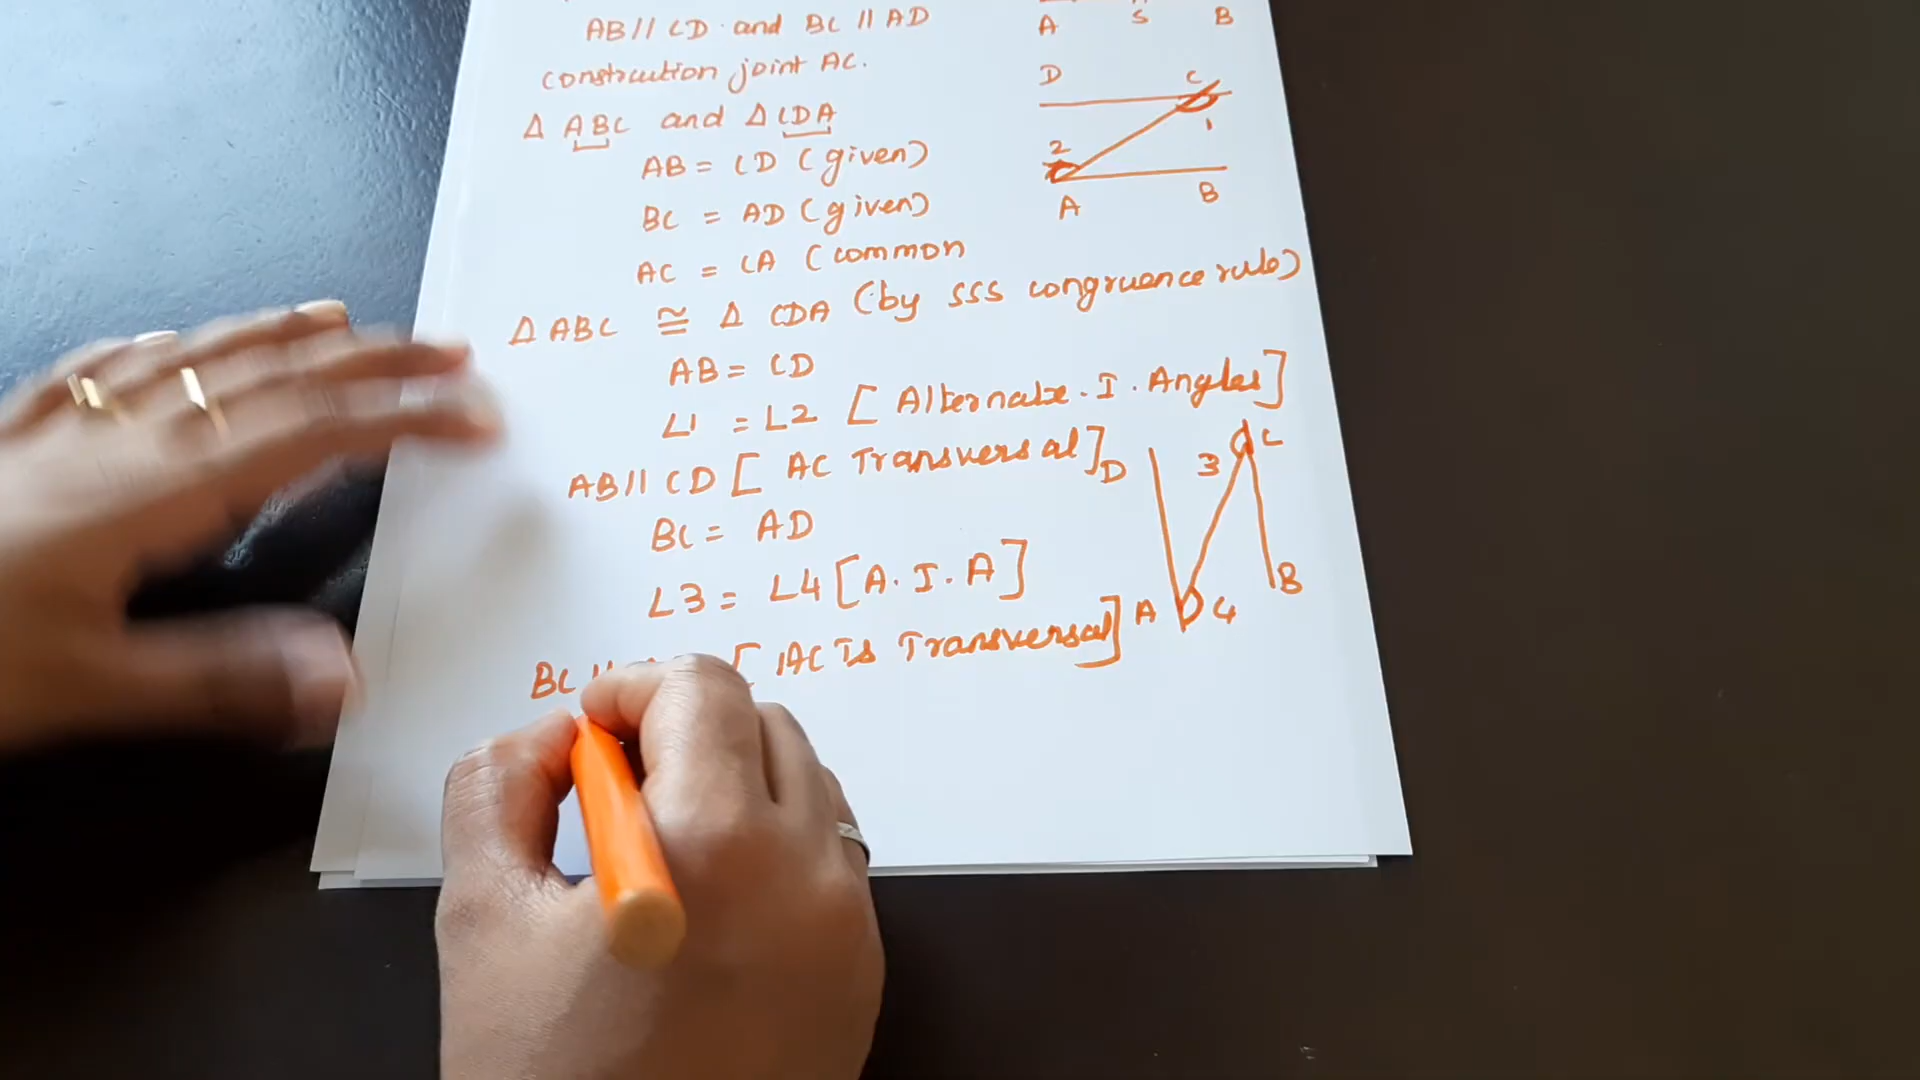 AB // CD and BC // AD
A S B
construction joint AC.
D C
Δ ABC and Δ CDA
1
AB = CD (given)
2
BC = AD (given)
A B
AC = CA (common
Δ ABC ≅ Δ CDA (by SSS congruence rule)
AB = CD
∠1 = ∠2 [Alternate. I. Angles]
AB // CD [AC Transversal]
D 3 C
BC = AD
∠3 = ∠4 [A. I. A]
A 4 B
BC // [AC Is Transversal]